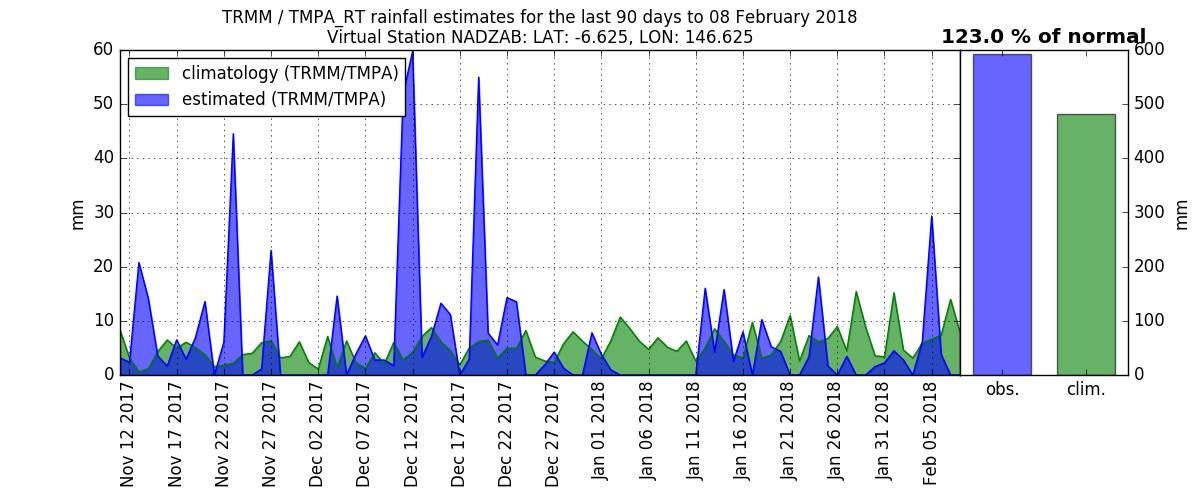 TRMM / TMPA_RT rainfall estimates for the last 90 days to 08 February 2018
Virtual Station NADZAB: LAT: -6.625, LON: 146.625
123.0 % of normal
climatology (TRMM/TMPA)
estimated (TRMM/TMPA)
mm
60
50
40
30
20
10
0
Nov 12 2017
Nov 17 2017
Nov 22 2017
Nov 27 2017
Dec 02 2017
Dec 07 2017
Dec 12 2017
Dec 17 2017
Dec 22 2017
Dec 27 2017
Jan 01 2018
Jan 06 2018
Jan 11 2018
Jan 16 2018
Jan 21 2018
Jan 26 2018
Jan 31 2018
Feb 05 2018
obs.
clim.
600
500
400
300
200
100
0
mm